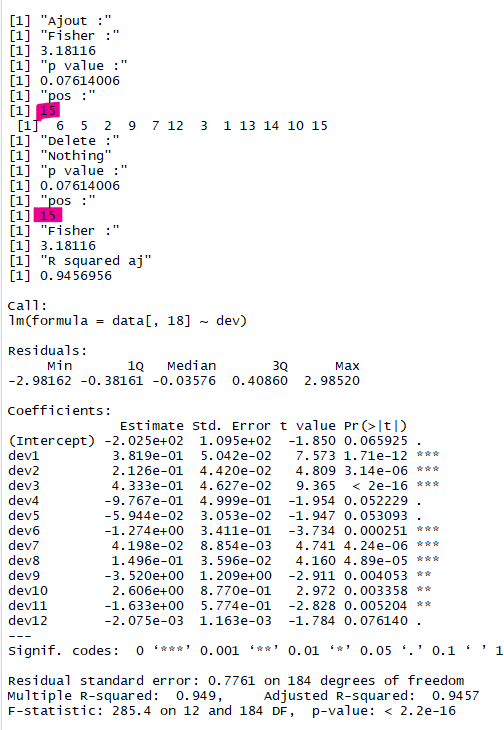 [1] "Ajout :"
[1] "Fisher :"
[1] 3.18116
[1] "p value :"
[1] 0.07614006
[1] "pos :"
[1] 15
[1] 6 5 2 9 7 12 3 1 13 14 10 15
[1] "Delete :"
[1] "Nothing"
[1] "p value :"
[1] 0.07614006
[1] "pos :"
[1] 15
[1] "Fisher :"
[1] 3.18116
[1] "R squared aj"
[1] 0.9456956
Call:
lm(formula = data[, 18] ~ dev)
Residuals:
Min 1Q Median 3Q Max
-2.98162 -0.38161 -0.03576 0.40860 2.98520
Coefficients:
Estimate Std. Error t value Pr(>|t|)
(Intercept) -2.025e+02 1.095e+02 -1.850 0.065925 .
dev1 3.819e-01 5.042e-02 7.573 1.71e-12 ***
dev2 2.126e-01 4.420e-02 4.809 3.14e-06 ***
dev3 4.333e-01 4.627e-02 9.365 < 2e-16 ***
dev4 -9.767e-01 4.999e-01 -1.954 0.052229 .
dev5 -5.944e-02 3.053e-02 -1.947 0.053093 .
dev6 -1.274e+00 3.411e-01 -3.734 0.000251 ***
dev7 4.198e-02 8.854e-03 4.741 4.24e-06 ***
dev8 1.496e-01 3.596e-02 4.160 4.89e-05 ***
dev9 -3.520e+00 1.209e+00 -2.911 0.004053 **
dev10 2.606e+00 8.770e-01 2.972 0.003358 **
dev11 -1.633e+00 5.774e-01 -2.828 0.005204 **
dev12 -2.075e-03 1.163e-03 -1.784 0.076140 .
---
Signif. codes: 0 ‘***’ 0.001 ‘**’ 0.01 ‘*’ 0.05 ‘.’ 0.1 ‘ ’ 1
Residual standard error: 0.7761 on 184 degrees of freedom
Multiple R-squared: 0.949, Adjusted R-squared: 0.9457
F-statistic: 285.4 on 12 and 184 DF, p-value: < 2.2e-16